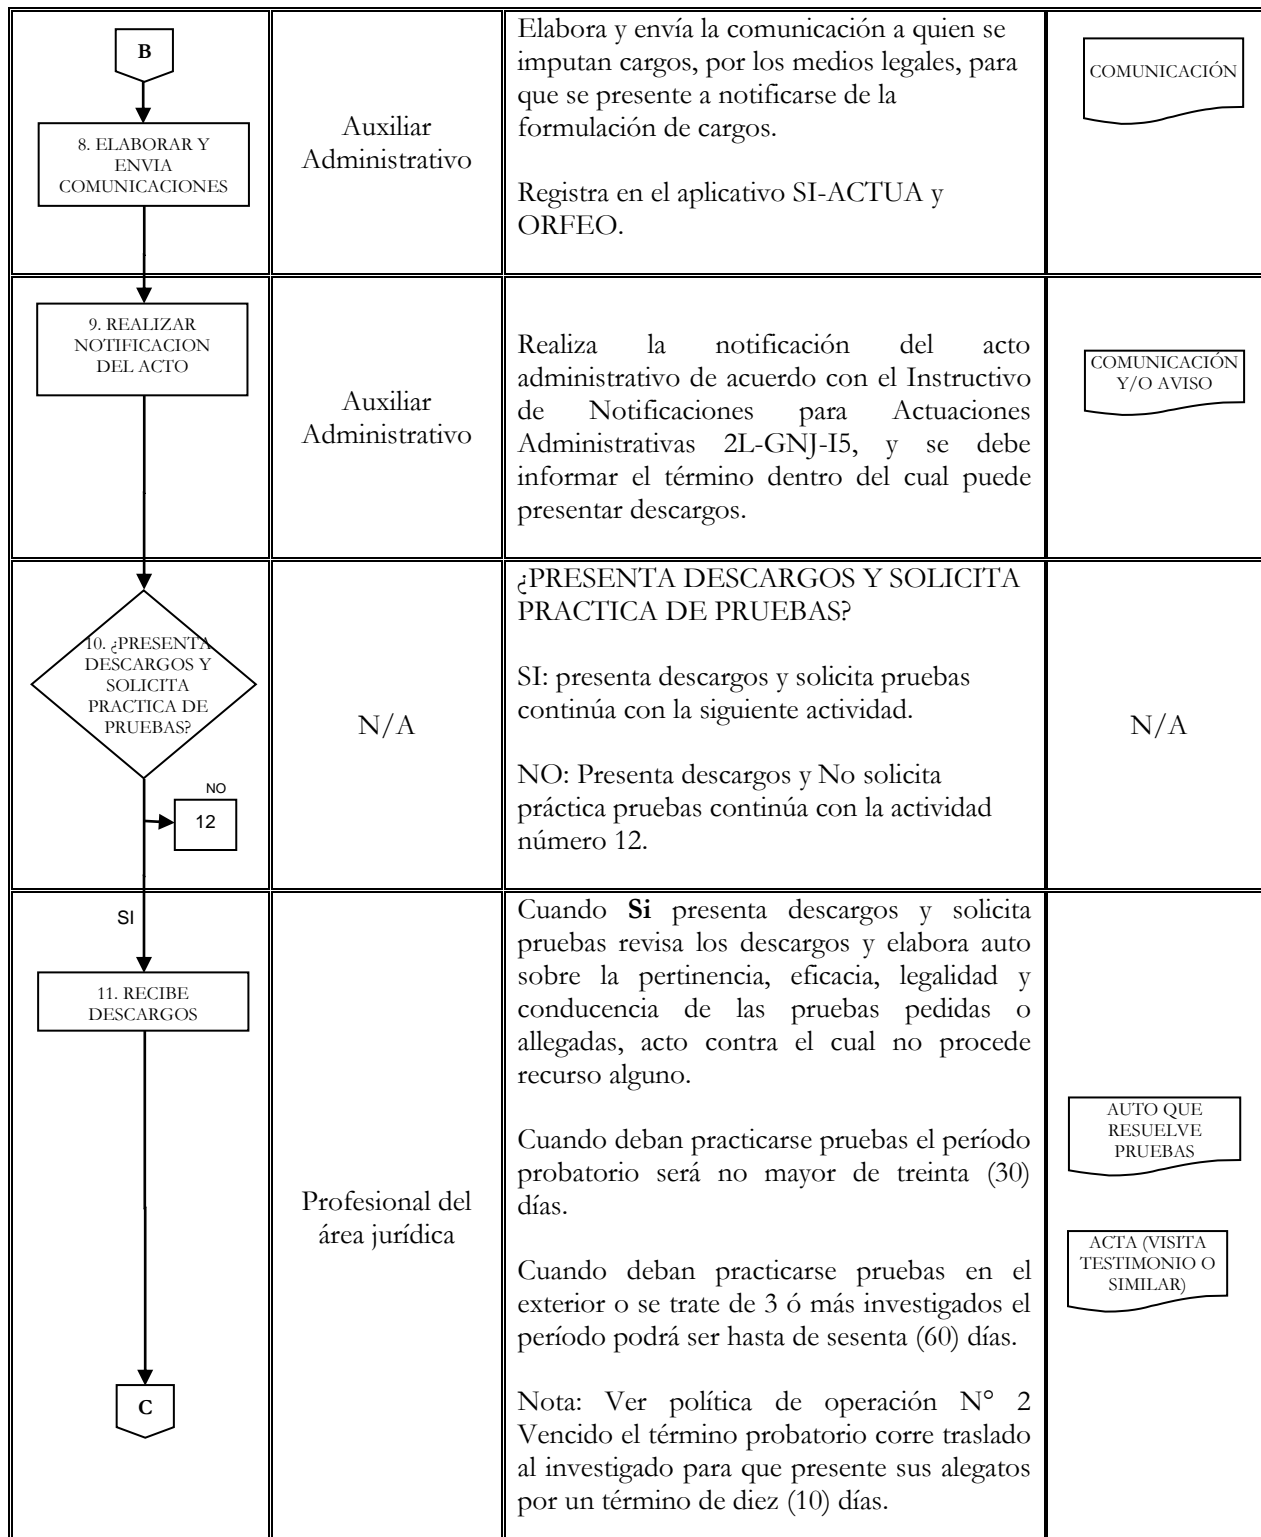 B
8. ELABORAR Y
ENVIA
COMUNICACIONES
Auxiliar
Administrativo
Elabora y envía la comunicación a quien se
imputan cargos, por los medios legales, para
que se presente a notificarse de la
formulación de cargos.
Registra en el aplicativo SI-ACTUA y
ORFEO.
COMUNICACIÓN
9. REALIZAR
NOTIFICACION
DEL ACTO
Auxiliar
Administrativo
Realiza la notificación del acto
administrativo de acuerdo con el Instructivo
de Notificaciones para Actuaciones
Administrativas 2L-GNJ-I5, y se debe
informar el término dentro del cual puede
presentar descargos.
COMUNICACIÓN
Y/O AVISO
10. ¿PRESENTA
DESCARGOS Y
SOLICITA
PRACTICA DE
PRUEBAS?
NO
12
N/A
¿PRESENTA DESCARGOS Y SOLICITA
PRACTICA DE PRUEBAS?
SI: presenta descargos y solicita pruebas
continúa con la siguiente actividad.
NO: Presenta descargos y No solicita
práctica pruebas continúa con la actividad
número 12.
N/A
SI
11. RECIBE
DESCARGOS
C
Profesional del
área jurídica
Cuando Si presenta descargos y solicita
pruebas revisa los descargos y elabora auto
sobre la pertinencia, eficacia, legalidad y
conducencia de las pruebas pedidas o
allegadas, acto contra el cual no procede
recurso alguno.
Cuando deban practicarse pruebas el período
probatorio será no mayor de treinta (30)
días.
Cuando deban practicarse pruebas en el
exterior o se trate de 3 ó más investigados el
período podrá ser hasta de sesenta (60) días.
Nota: Ver política de operación N° 2
Vencido el término probatorio corre traslado
al investigado para que presente sus alegatos
por un término de diez (10) días.
AUTO QUE
RESUELVE
PRUEBAS
ACTA (VISITA
TESTIMONIO O
SIMILAR)